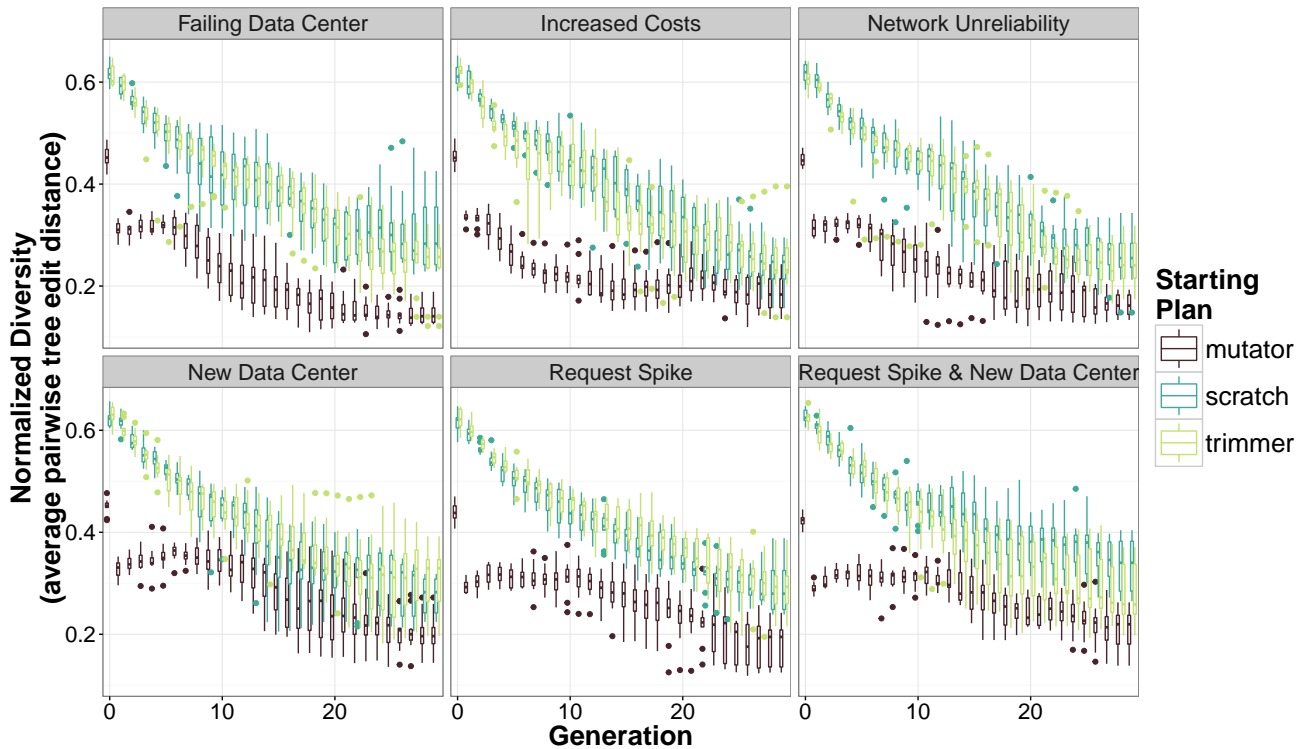 Failing Data Center
Increased Costs
Network Unreliability
0.6
0.4
0.2
New Data Center
Request Spike
Request Spike & New Data Center
0.6
0.4
0.2
0
10
20
0
10
20
0
10
20
Generation
Normalized Diversity
(average pairwise tree edit distance)
Starting
Plan
mutator
scratch
trimmer